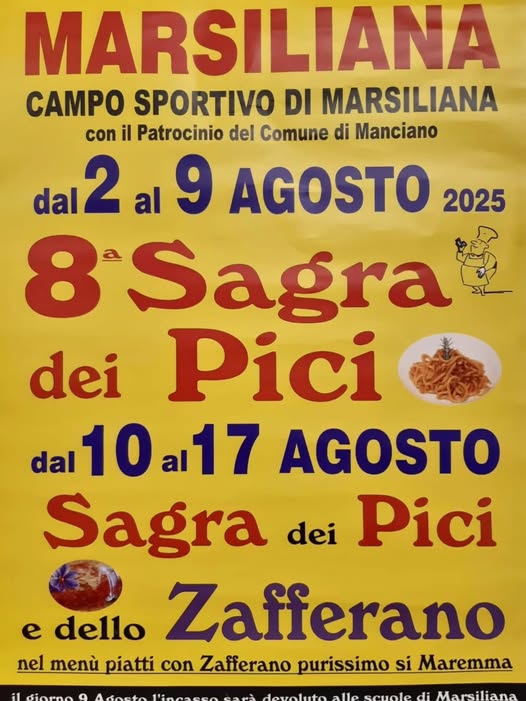 MARSILIANA
CAMPO SPORTIVO DI MARSILIANA
con il Patrocinio del Comune di Manciano
dal 2 al 9 AGOSTO 2025
8ª Sagra
dei Pici
dal 10 al 17 AGOSTO
Sagra dei Pici
e dello Zafferano
nel menù piatti con Zafferano purissimo si Maremma
il giorno 9 Agosto l'incasso sarà devoluto alle scuole di Marsiliana